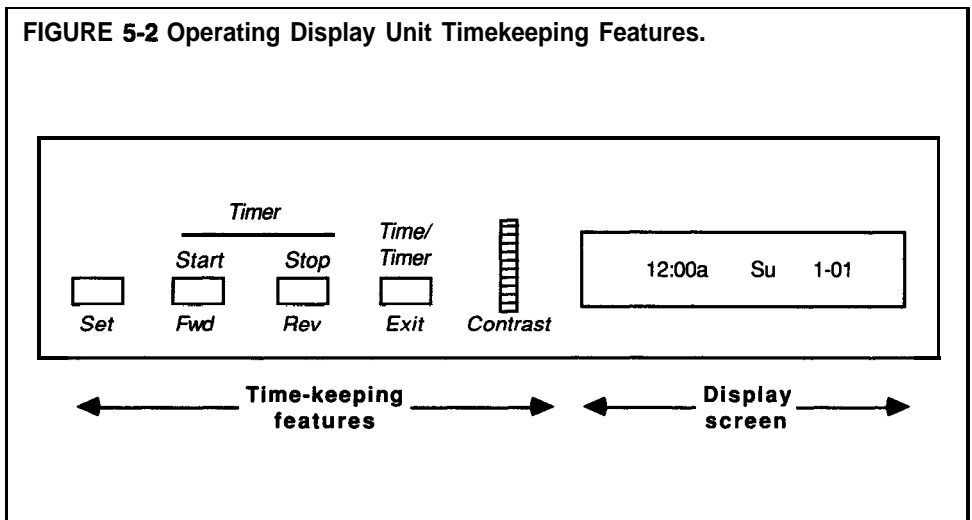 FIGURE 5-2 Operating Display Unit Timekeeping Features.
Timer
Time/
Start Stop Timer
12:00a Su 1-01
Set Fwd Rev Exit Contrast
Time-keeping
features
Display
screen